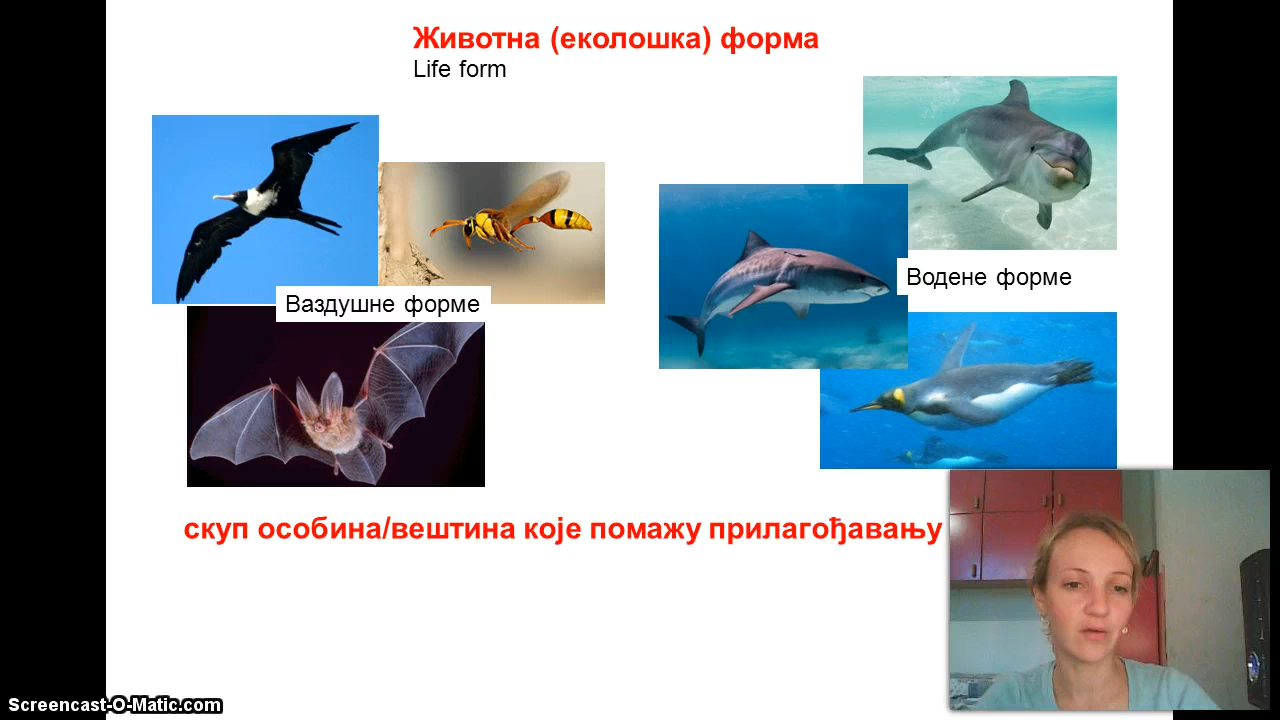 Животна (еколошка) форма
Life form
Ваздушне форме
Водене форме
скуп особина/вештина које помажу прилагођавању
Screencast-O-Matic.com